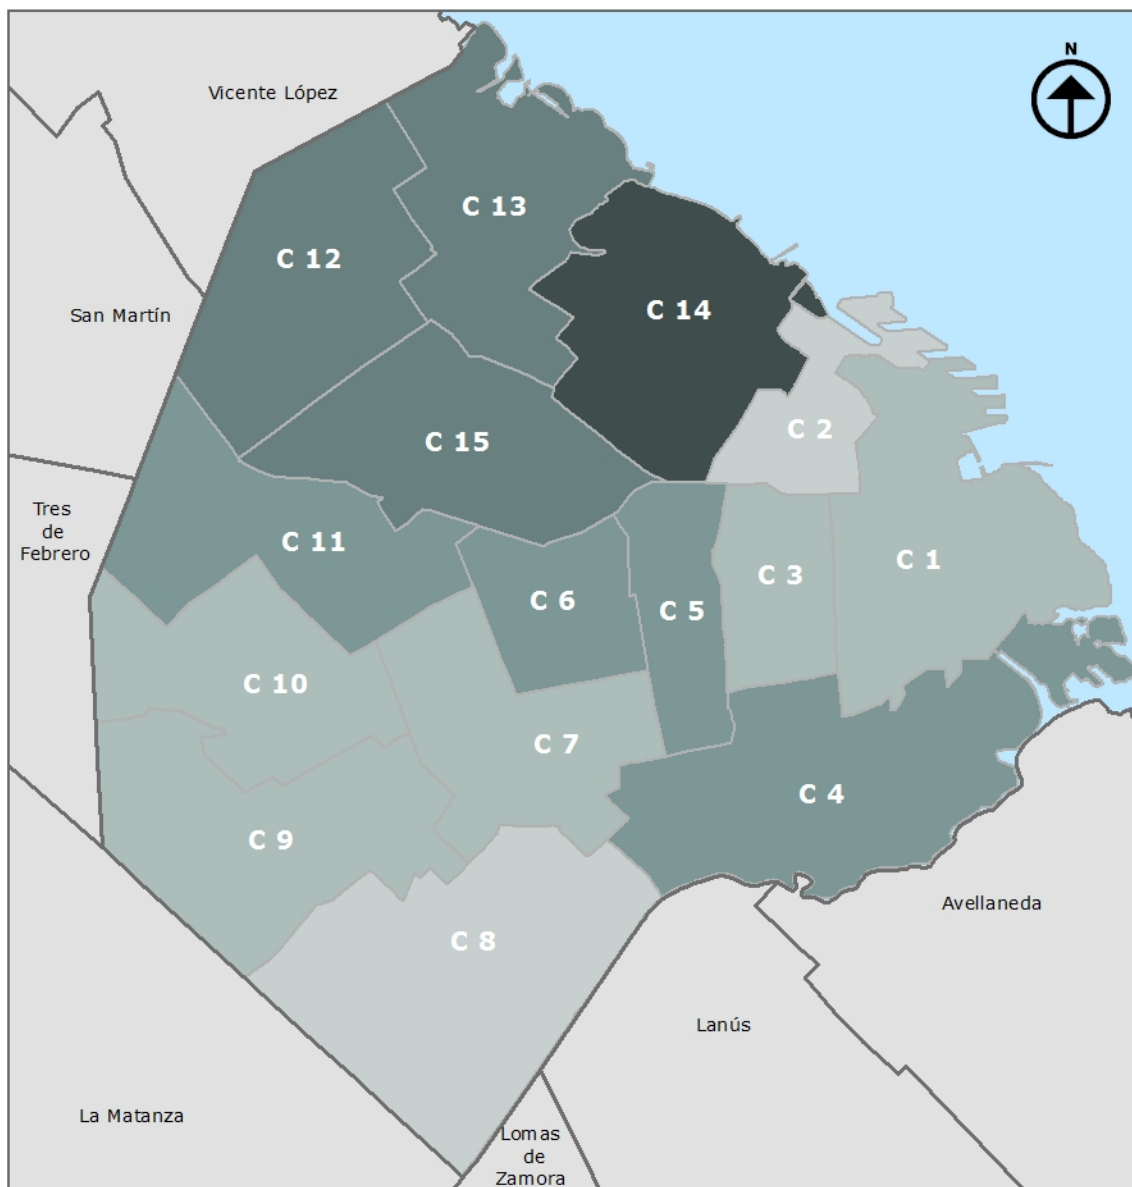 N
Vicente López
C 13
C 12
C 14
San Martín
C 2
C 15
Tres
de
Febrero
C 11
C 3
C 1
C 6
C 5
C 10
C 7
C 4
C 9
Avellaneda
C 8
Lanús
La Matanza
Lomas
de
Zamora